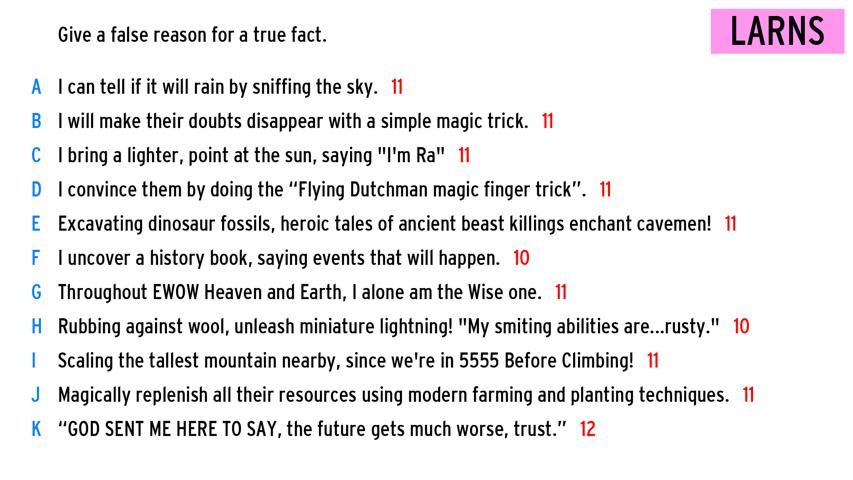 Give a false reason for a true fact.
LARNS
A I can tell if it will rain by sniffing the sky. 11
B I will make their doubts disappear with a simple magic trick. 11
C I bring a lighter, point at the sun, saying "I'm Ra" 11
D I convince them by doing the “Flying Dutchman magic finger trick”. 11
E Excavating dinosaur fossils, heroic tales of ancient beast killings enchant cavemen! 11
F I uncover a history book, saying events that will happen. 10
G Throughout EWOW Heaven and Earth, I alone am the Wise one. 11
H Rubbing against wool, unleash miniature lightning! "My smiting abilities are...rusty." 10
I Scaling the tallest mountain nearby, since we're in 5555 Before Climbing! 11
J Magically replenish all their resources using modern farming and planting techniques. 11
K “GOD SENT ME HERE TO SAY, the future gets much worse, trust.” 12